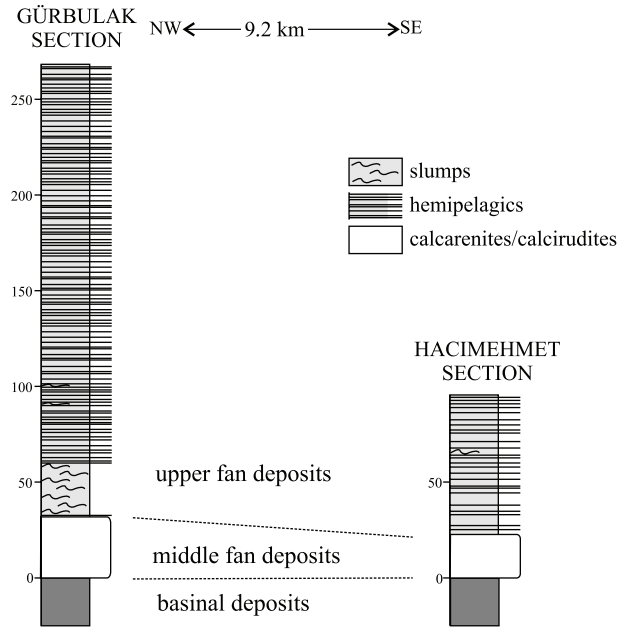 GÜRBULAK
SECTION
NW
9.2 km
SE
250
200
150
100
50
0
slumps
hemipelagics
calcarenites/calcirudites
HACIMEHMET
SECTION
50
0
upper fan deposits
middle fan deposits
basinal deposits